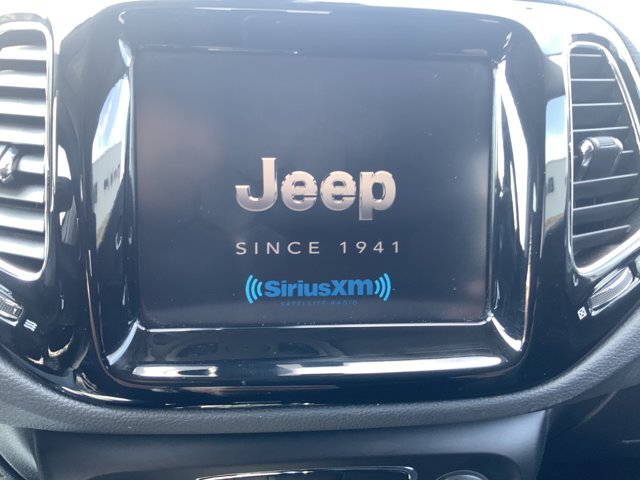 Jeep
SINCE 1941
SiriusXM
SATELLITE RADIO